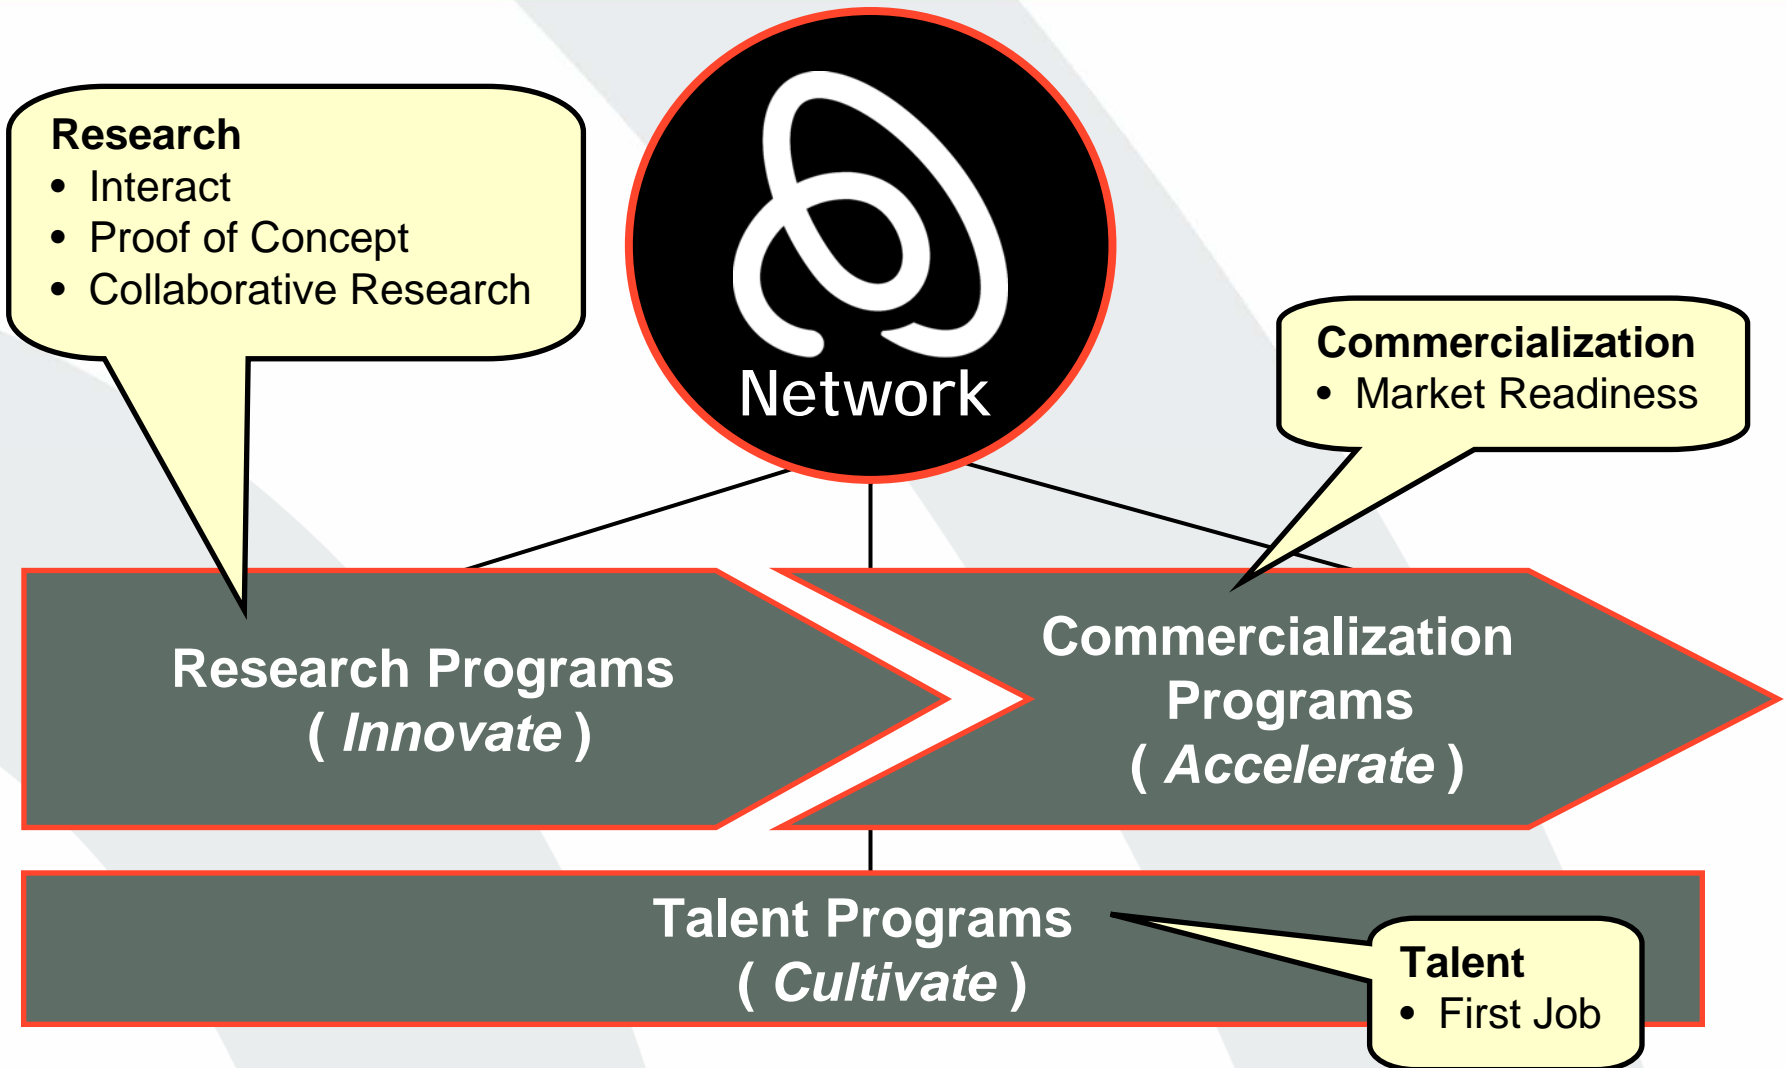 Research
• Interact
• Proof of Concept
• Collaborative Research
Network
Commercialization
• Market Readiness
Research Programs
( Innovate )
Commercialization
Programs
( Accelerate )
Talent Programs
( Cultivate )
Talent
• First Job